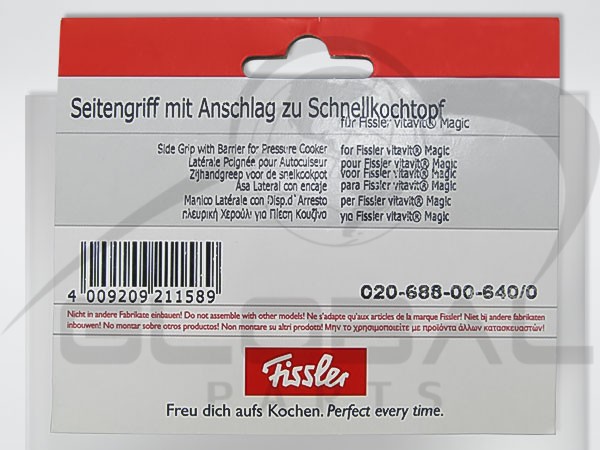 Seitengriff mit Anschlag zu Schnellkochtopf
für Fissler vitavit® Magic
Side Grip with Barrier for Pressure Cooker for Fissler vitavit® Magic
Latérale Poignée pour Autocuiseur pour Fissler vitavit® Magic
Zijhandgreep voor de snelkookpot voor Fissler vitavit® Magic
Asa Lateral con encaje para Fissler vitavit® Magic
Manico Latérale con Disp.d'Arresto per Fissler vitavit® Magic
πλευρική Χερούλι για Πίεση Κουζίνα για Fissler vitavit® Magic
4 009209 211589
020-688-00-640/0
Nicht in andere Fabrikate einbauen! Do not assemble with other models! Ne s'adapte qu'aux articles de la marque Fissler! Niet bij andere fabrikaten
inbouwen! No montar sobre otros productos! Non montare su altri prodotti! Μην το χρησιμοποιείτε με προϊόντα άλλων κατασκευαστών!
GLOBAL
Fissler
PARTS
Freu dich aufs Kochen. Perfect every time.